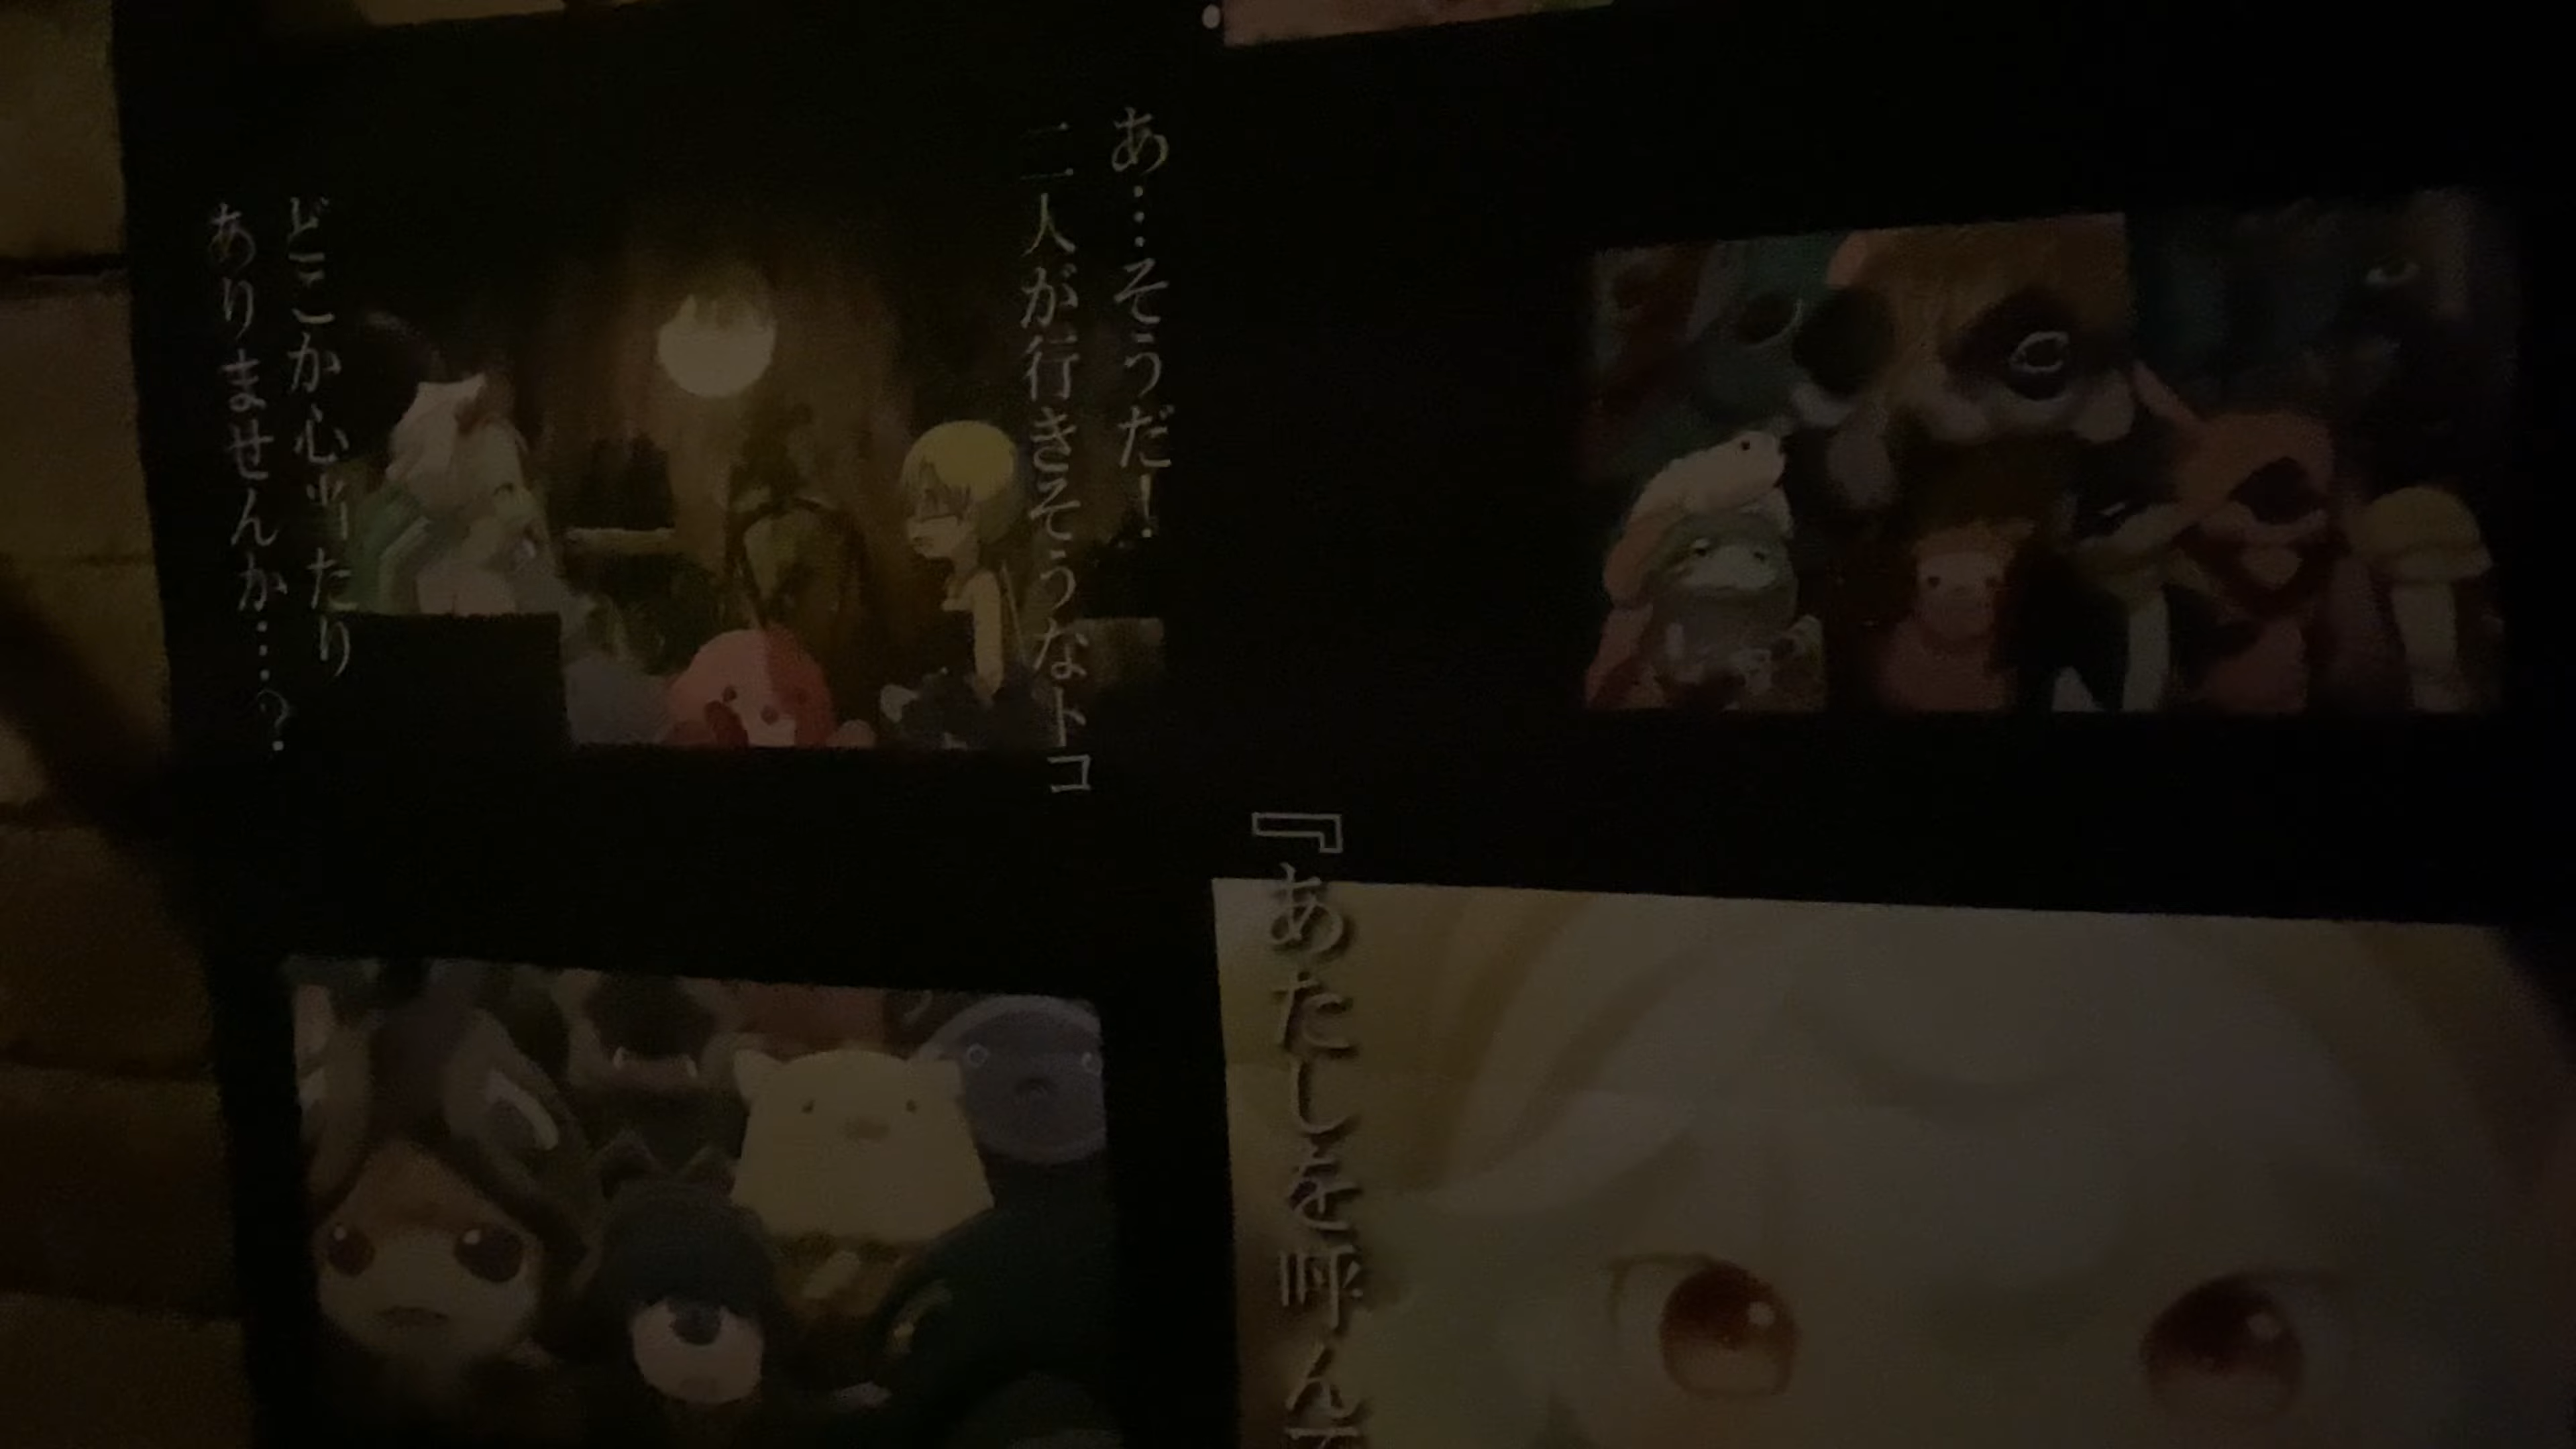 あ…そうだ！
二人が行きそうなトコ
どこか心当たり
ありませんか…？
『あたしを呼んで